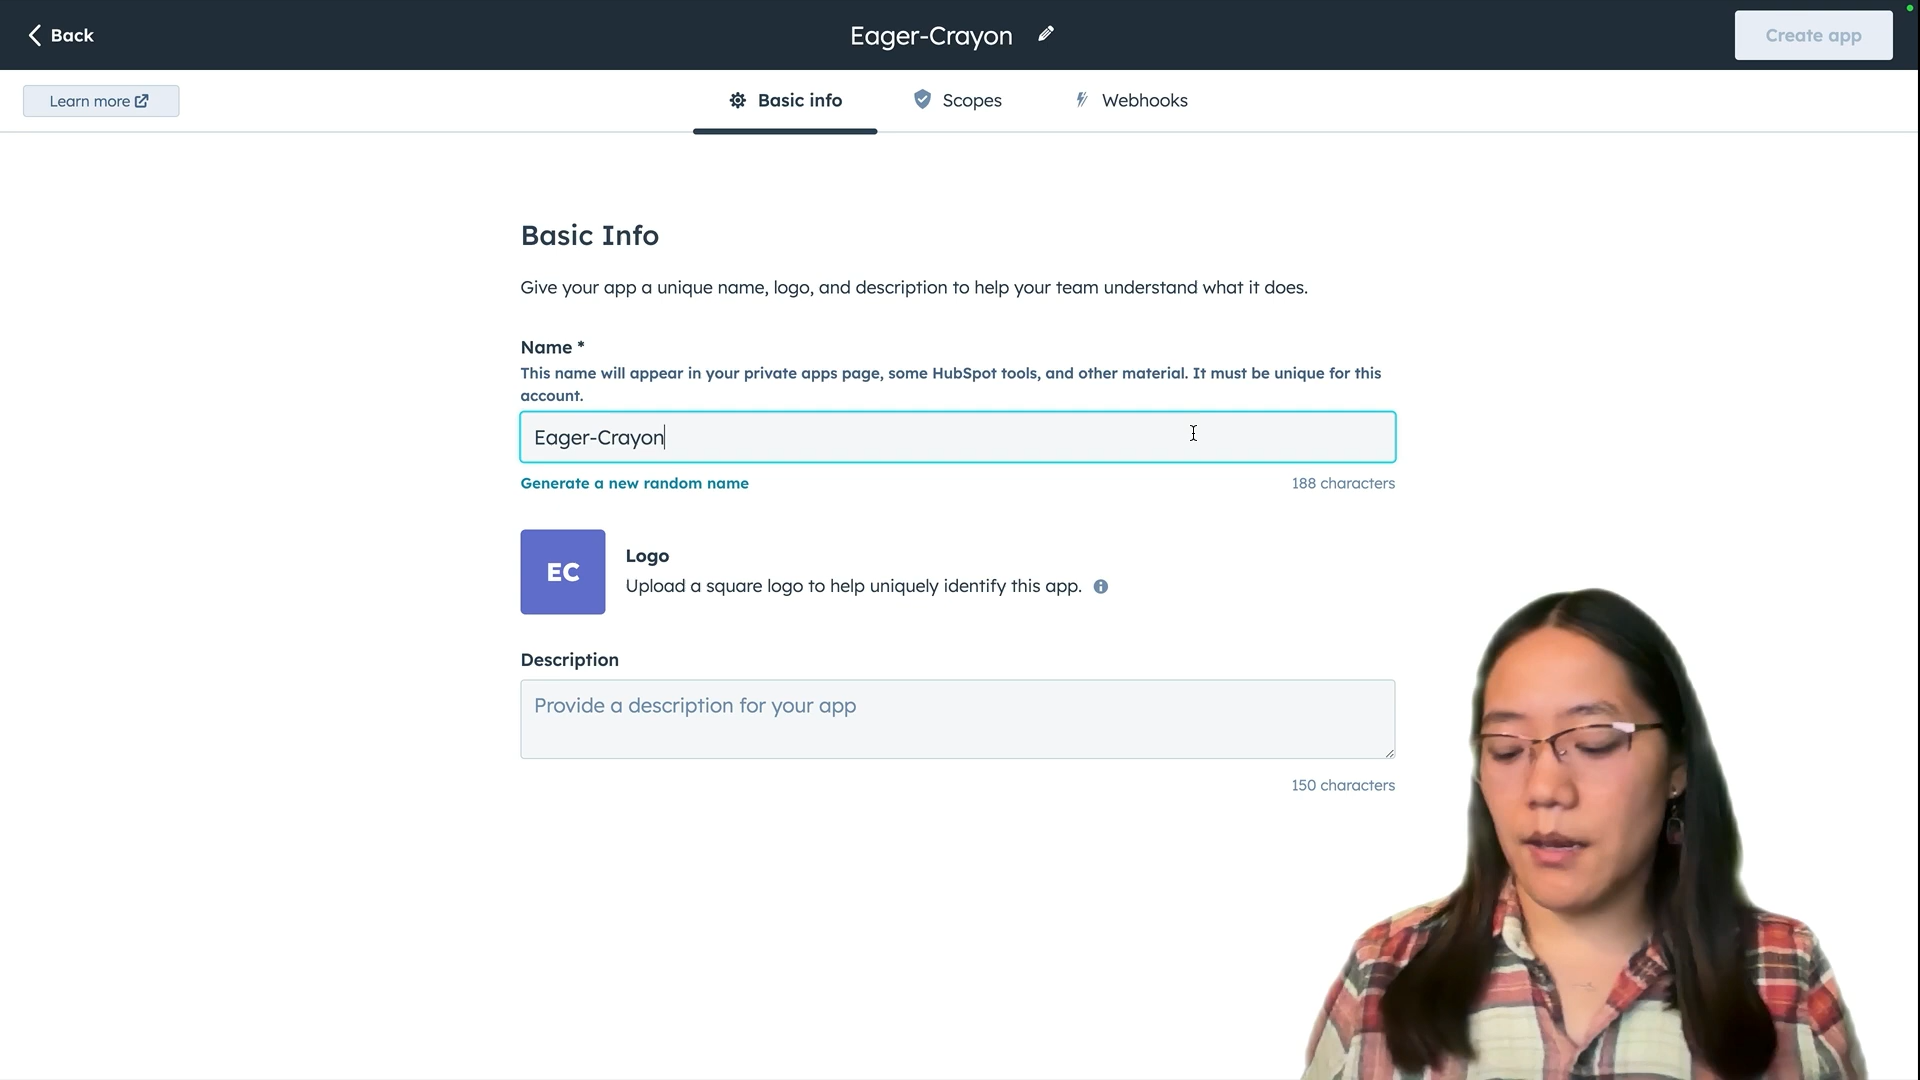 Back
Eager-Crayon
Create app
Learn more
Basic info
Scopes
Webhooks
Basic Info
Give your app a unique name, logo, and description to help your team understand what it does.
Name *
This name will appear in your private apps page, some HubSpot tools, and other material. It must be unique for this
account.
Eager-Crayon
Generate a new random name
188 characters
EC
Logo
Upload a square logo to help uniquely identify this app.
Description
Provide a description for your app
150 characters